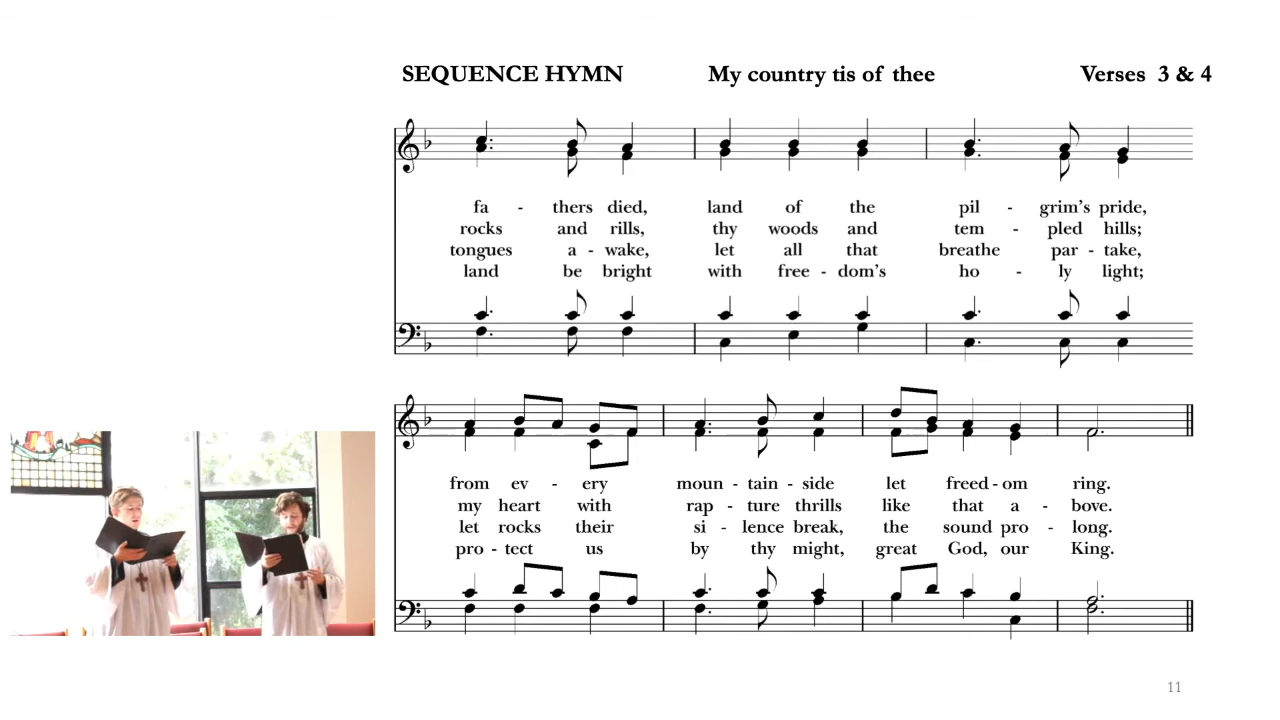 SEQUENCE HYMN My country tis of thee Verses 3 & 4
fa - thers died, land of the pil - grim's pride,
rocks and rills, thy woods and tem - pled hills;
tongues a - wake, let all that breathe par - take,
land be bright with free - dom's ho - ly light;
from ev - ery moun - tain - side let freed - om ring.
my heart with rap - ture thrills like that a - bove.
let rocks their si - lence break, the sound pro - long.
pro - tect us by thy might, great God, our King.
11